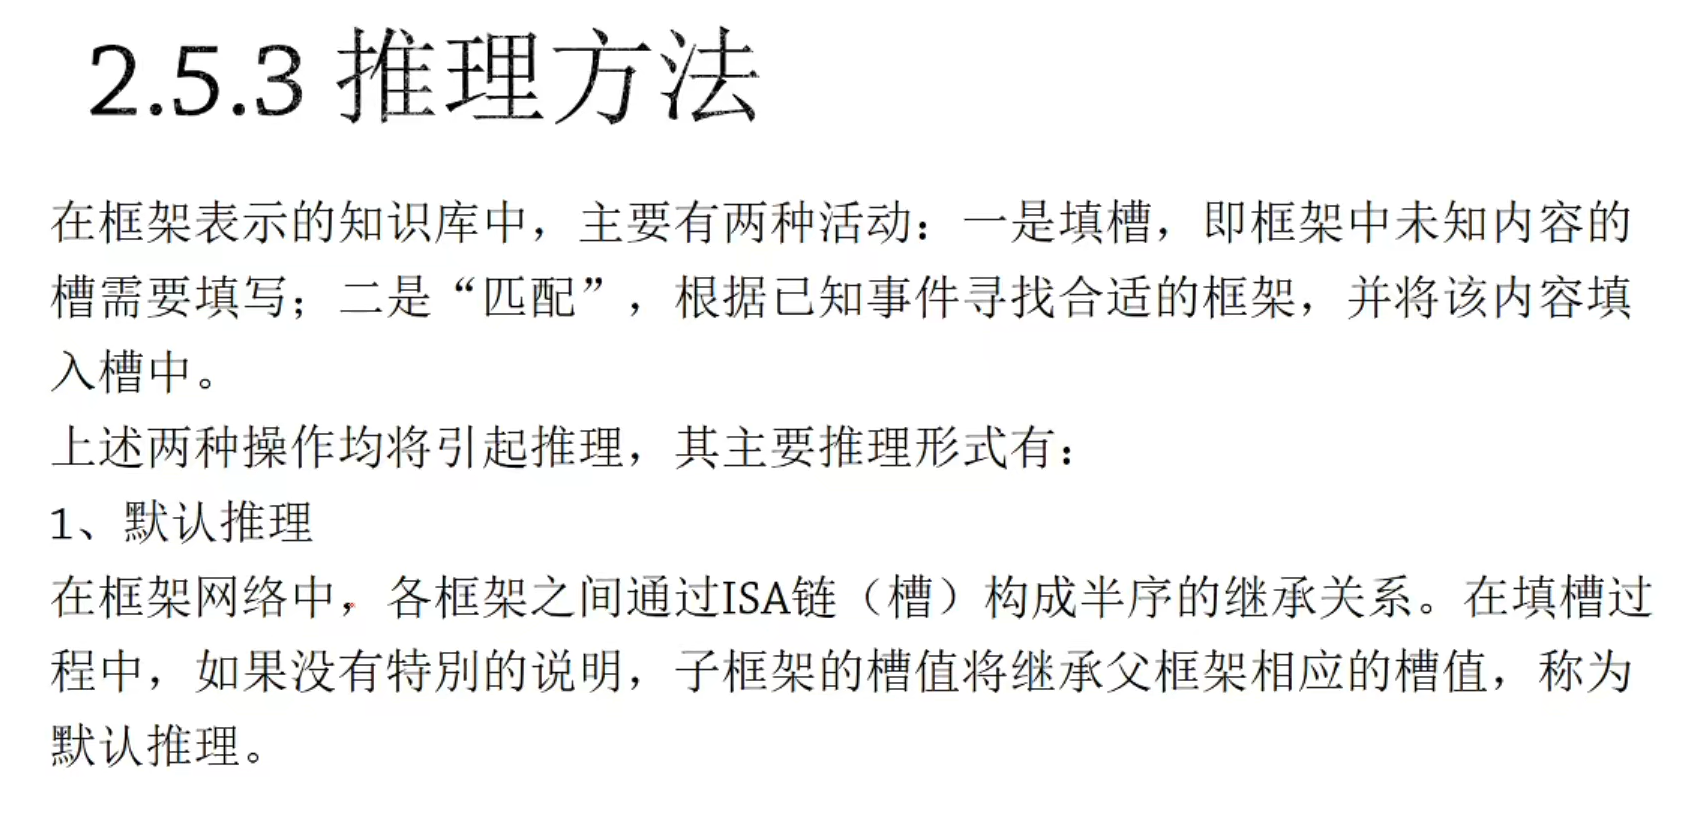 2.5.3 推理方法
在框架表示的知识库中，主要有两种活动：一是填槽，即框架中未知内容的
槽需要填写；二是“匹配”，根据已知事件寻找合适的框架，并将该内容填
入槽中。
上述两种操作均将引起推理，其主要推理形式有：
1、默认推理
在框架网络中，各框架之间通过ISA链（槽）构成半序的继承关系。在填槽过
程中，如果没有特别的说明，子框架的槽值将继承父框架相应的槽值，称为
默认推理。